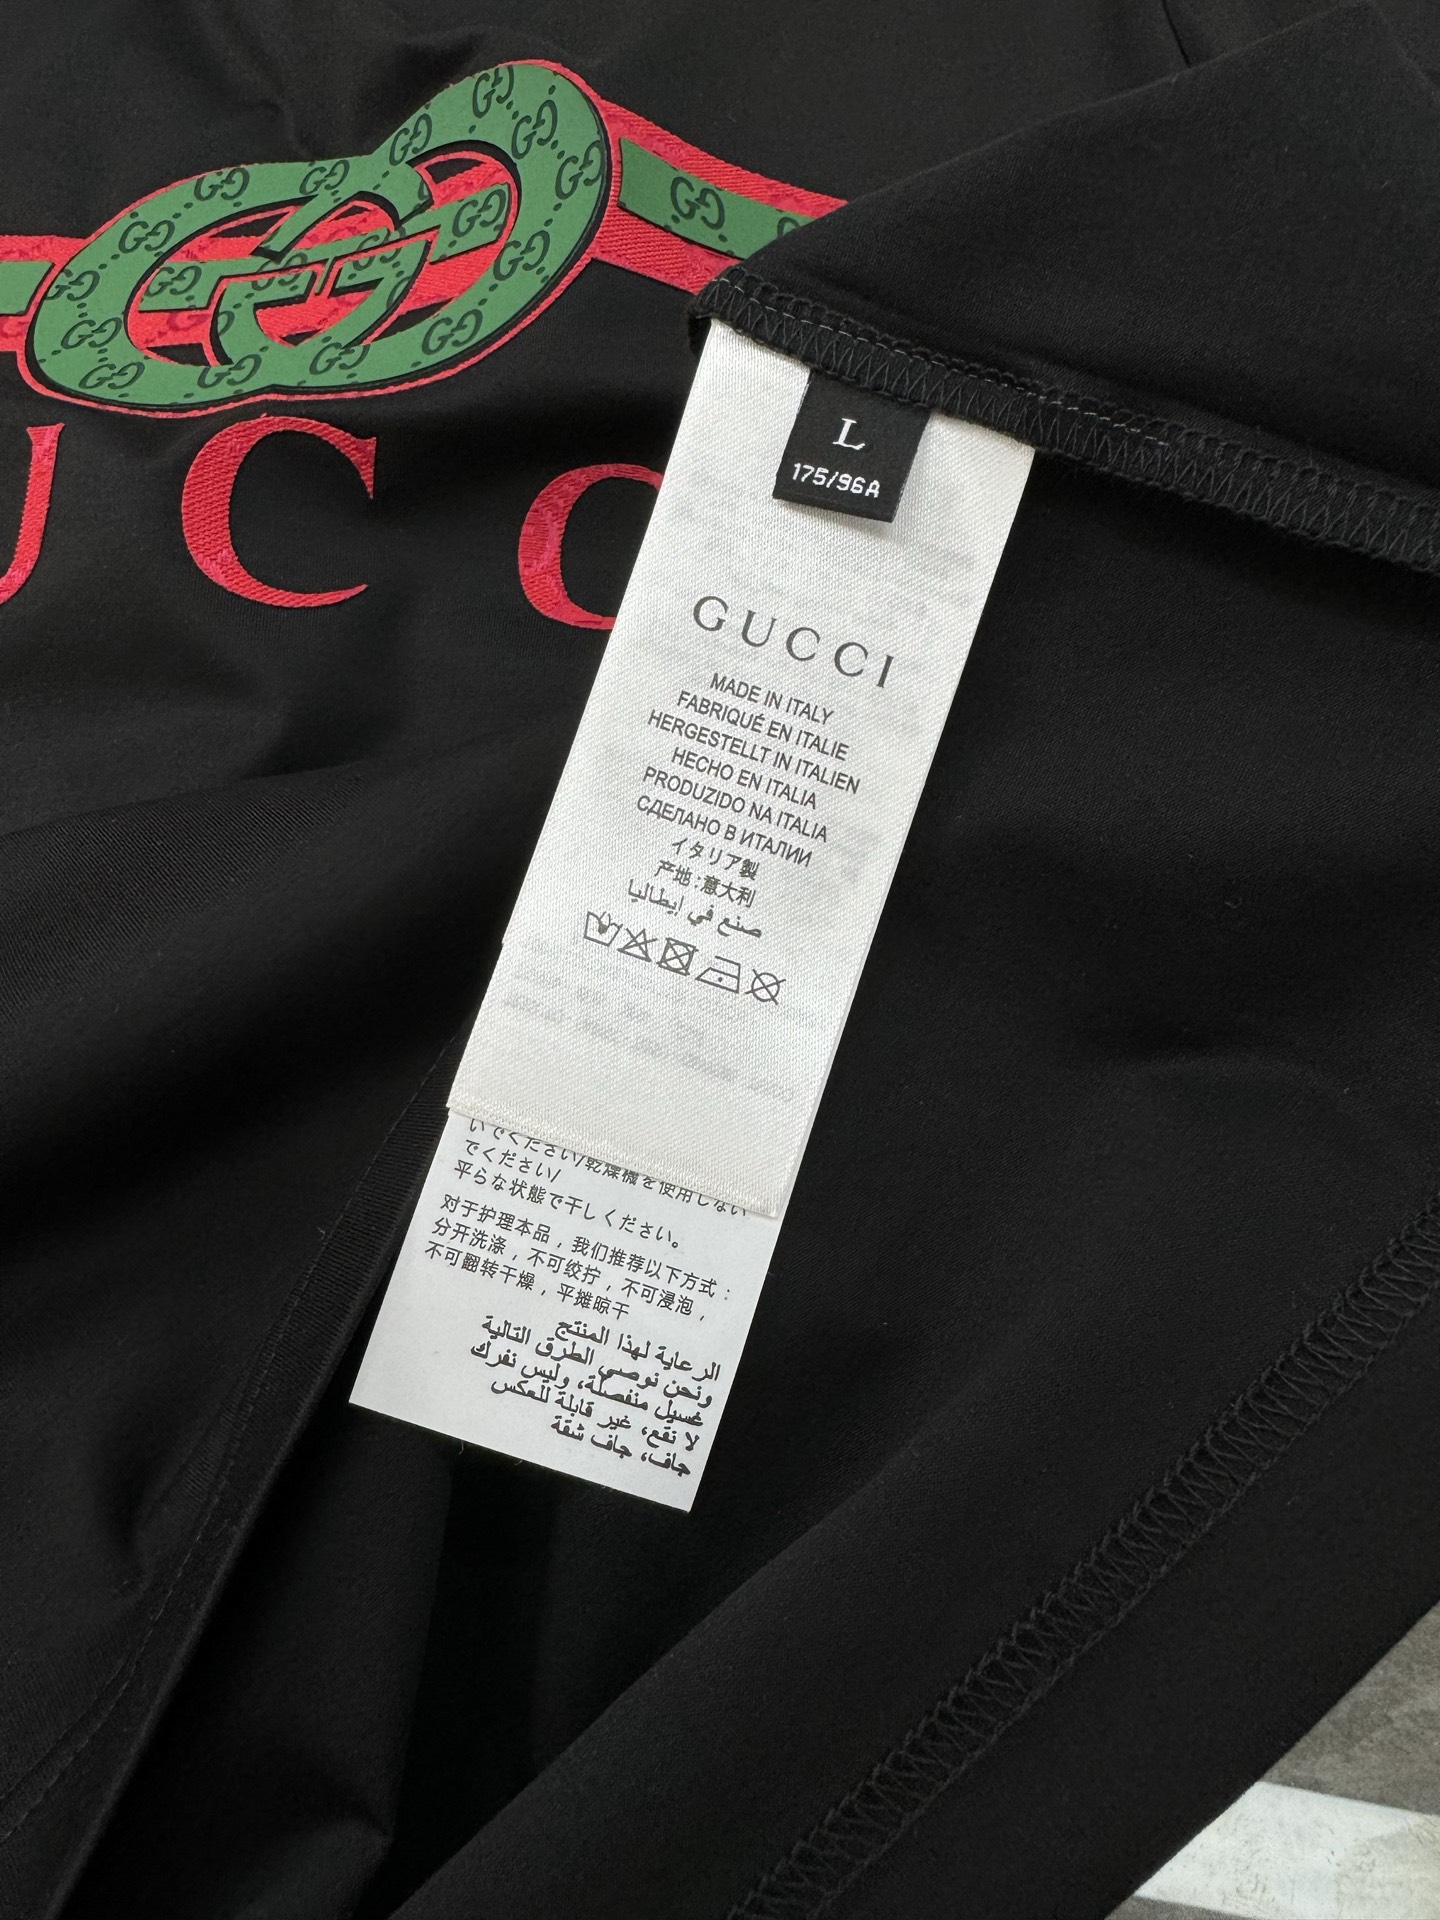 UCC
L
175/96A
GUCCI
MADE IN ITALY
FABRIQUÉ EN ITALIE
HERGESTELLT IN ITALIEN
HECHO EN ITALIA
PRODUZIDO NA ITALIA
СДЕЛАНО В ИТАЛИИ
イタリア製
产地:意大利
صنع في إيطاليا
いでください/乾燥機を使用しない
でください/
平らな状態で干しください。
对于护理本品，我们推荐以下方式：
分开洗涤，不可绞拧，不可浸泡，
不可翻转干燥，平摊晾干
الرعاية لهذا المنتج
ونحن نوصي الطرق التالية
غسيل منفصلة، وليس نفرك
لا نقع، غير قابلة للعكس
جاف، جاف شقة